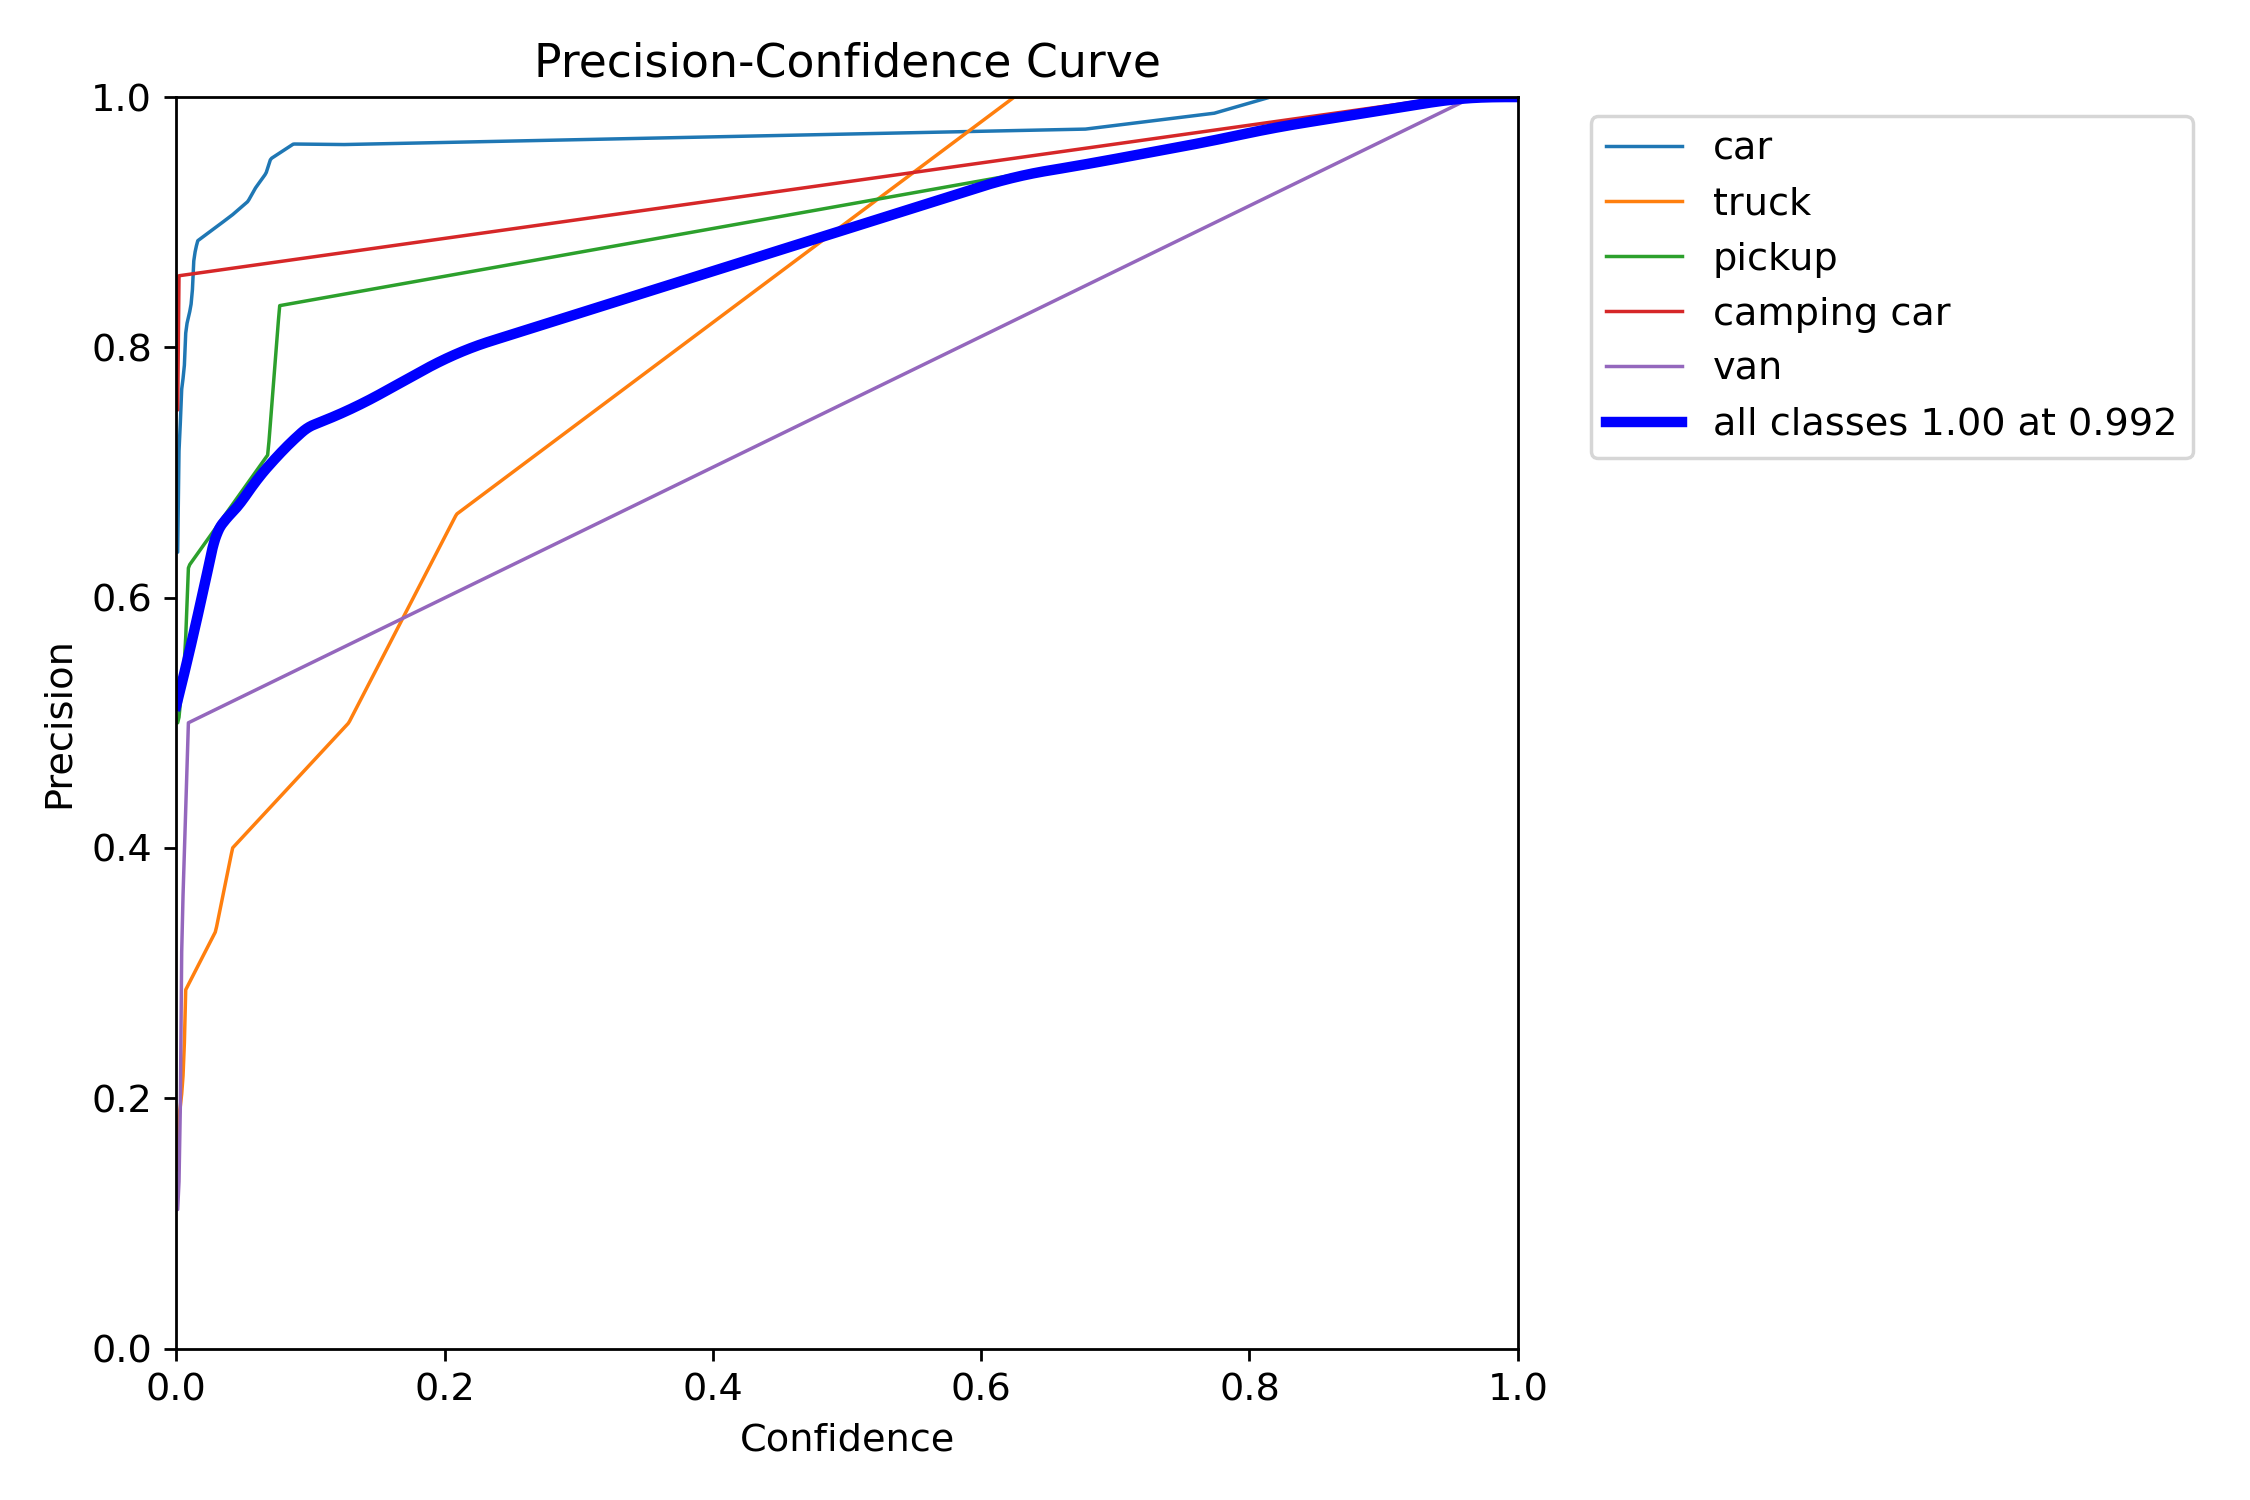 Precision-Confidence Curve
1.0
0.8
0.6
0.4
0.2
0.0
Precision
0.0 0.2 0.4 0.6 0.8 1.0
Confidence
car
truck
pickup
camping car
van
all classes 1.00 at 0.992